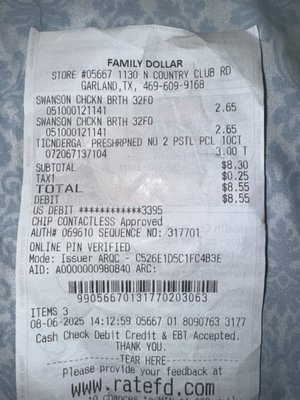 FAMILY DOLLAR
STORE #05667 1130 N COUNTRY CLUB RD
GARLAND,TX, 469-609-9168
SWANSON CHCKN BRTH 32FO
051000121141 2.65
SWANSON CHCKN BRTH 32FO
051000121141 2.65
TICNDERGA PRESHRPNED NO 2 PSTL PCL 10CT
072067137104 3.00 T
SUBTOTAL $8.30
TAX1 $0.25
TOTAL $8.55
DEBIT $8.55
US DEBIT ************3395
CHIP CONTACTLESS Approved
AUTH# 069610 SEQUENCE NO: 317701
ONLINE PIN VERIFIED
Mode: Issuer ARQC - C526E1D5C1FC4B3E
AID: A0000000980840 ARC:
99056670131770203063
ITEMS 3
08-06-2025 14:12:59 05667 01 8090763 3177
Cash Check Debit Credit & EBT Accepted.
THANK YOU.
TEAR HERE
Please provide your feedback at
www.ratefd.com